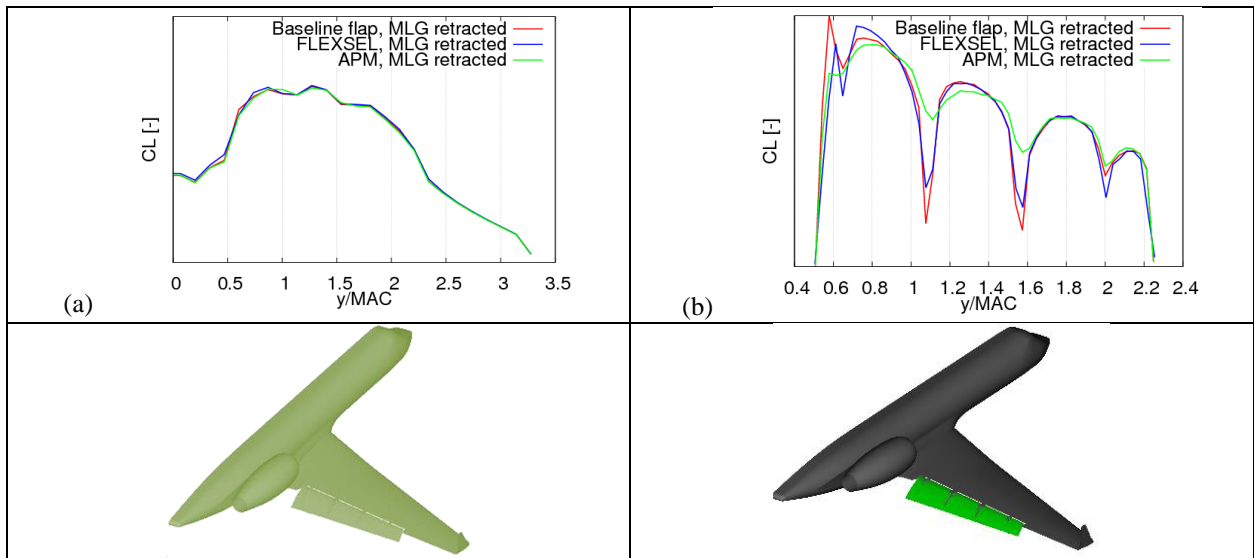 Baseline flap, MLG retracted
FLEXSEL, MLG retracted
APM, MLG retracted
CL [-]
0 0.5 1 1.5 2 2.5 3 3.5
y/MAC
(a)
Baseline flap, MLG retracted
FLEXSEL, MLG retracted
APM, MLG retracted
CL [-]
0.4 0.6 0.8 1 1.2 1.4 1.6 1.8 2 2.2 2.4
y/MAC
(b)